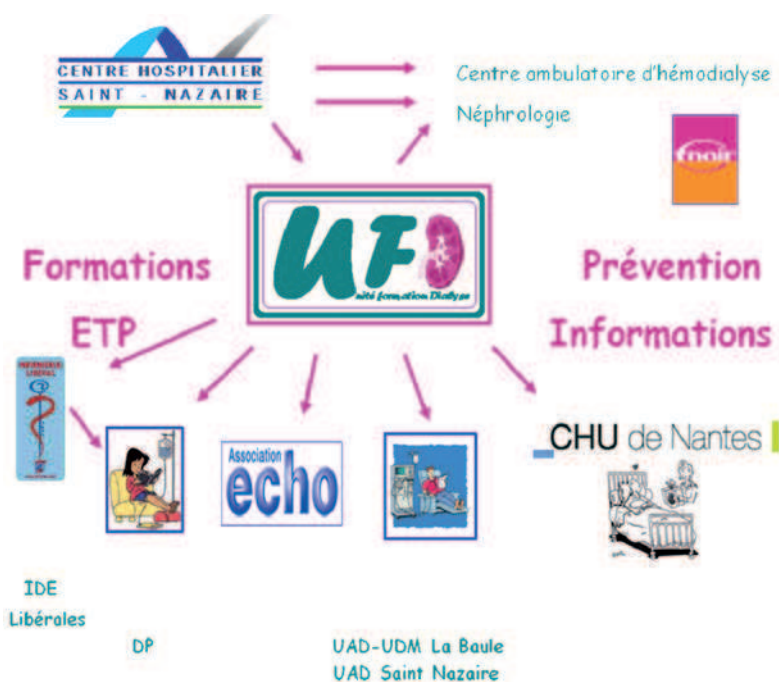 CENTRE HOSPITALIER
SAINT - NAZAIRE
Centre ambulatoire d'hémodialyse
Néphrologie
UFD
Unité Formation Dialyse
Formations
Prévention
ETP
Informations
LIBERAL
Association
echo
CHU de Nantes
IDE
Libérales
DP
UAD-UDM La Baule
UAD Saint Nazaire